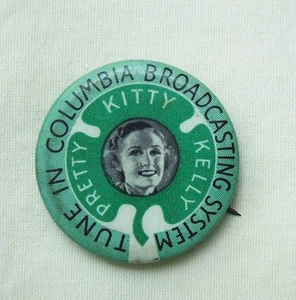 TUNE IN COLUMBIA BROADCASTING SYSTEM
PRETTY KITTY KELLY